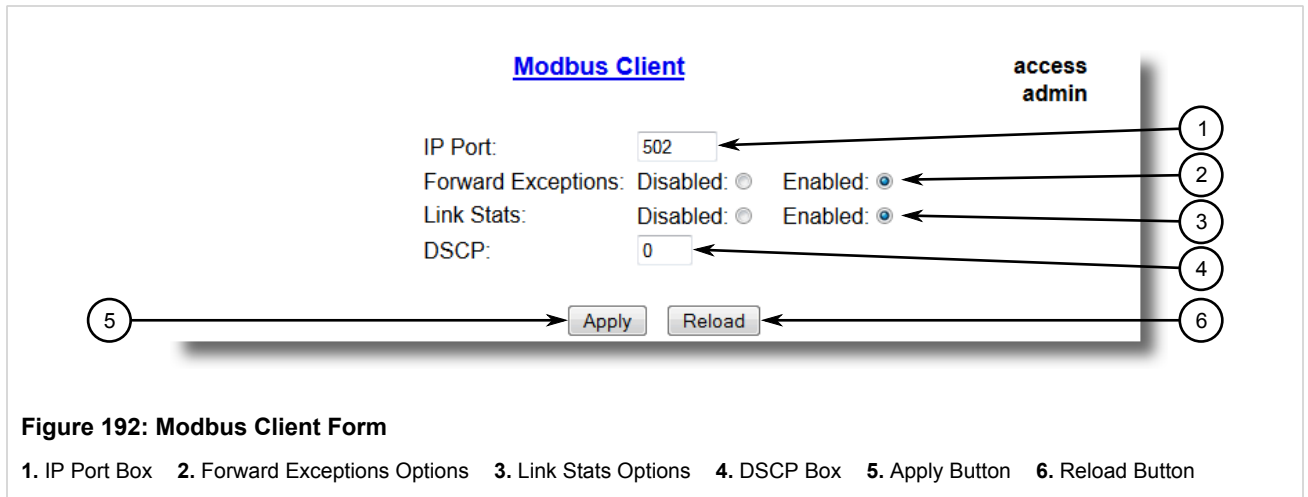 Modbus Client
access
admin
IP Port: 502
1
Forward Exceptions: Disabled: Enabled:
2
Link Stats: Disabled: Enabled:
3
DSCP: 0
4
5
Apply Reload
6
Figure 192: Modbus Client Form
1. IP Port Box 2. Forward Exceptions Options 3. Link Stats Options 4. DSCP Box 5. Apply Button 6. Reload Button